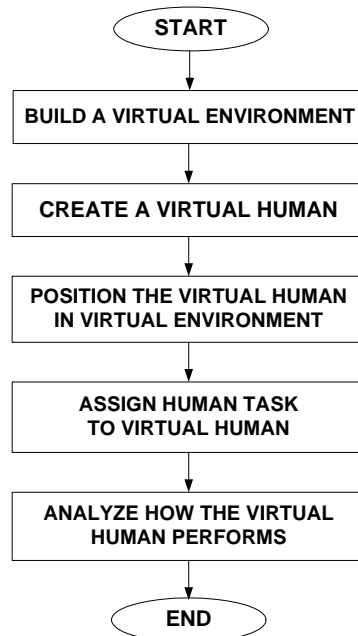 START
BUILD A VIRTUAL ENVIRONMENT
CREATE A VIRTUAL HUMAN
POSITION THE VIRTUAL HUMAN
IN VIRTUAL ENVIRONMENT
ASSIGN HUMAN TASK
TO VIRTUAL HUMAN
ANALYZE HOW THE VIRTUAL
HUMAN PERFORMS
END